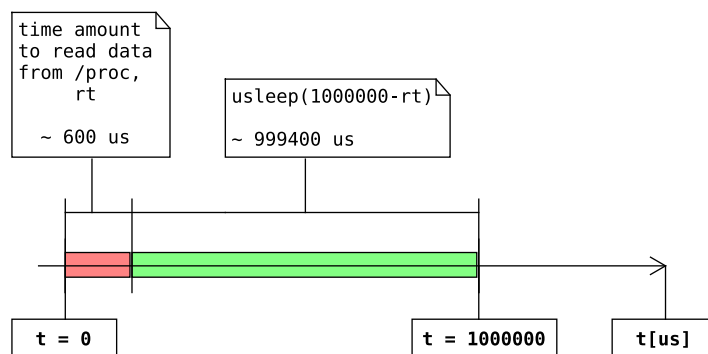 time amount
to read data
from /proc,
rt
~ 600 us
usleep(1000000-rt)
~ 999400 us
t = 0
t = 1000000
t[us]